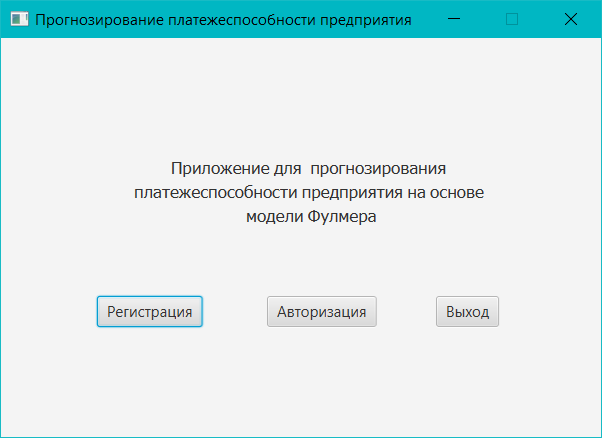 Прогнозирование платежеспособности предприятия
Приложение для  прогнозирования
платежеспособности предприятия на основе
модели Фулмера
Регистрация
Авторизация
Выход